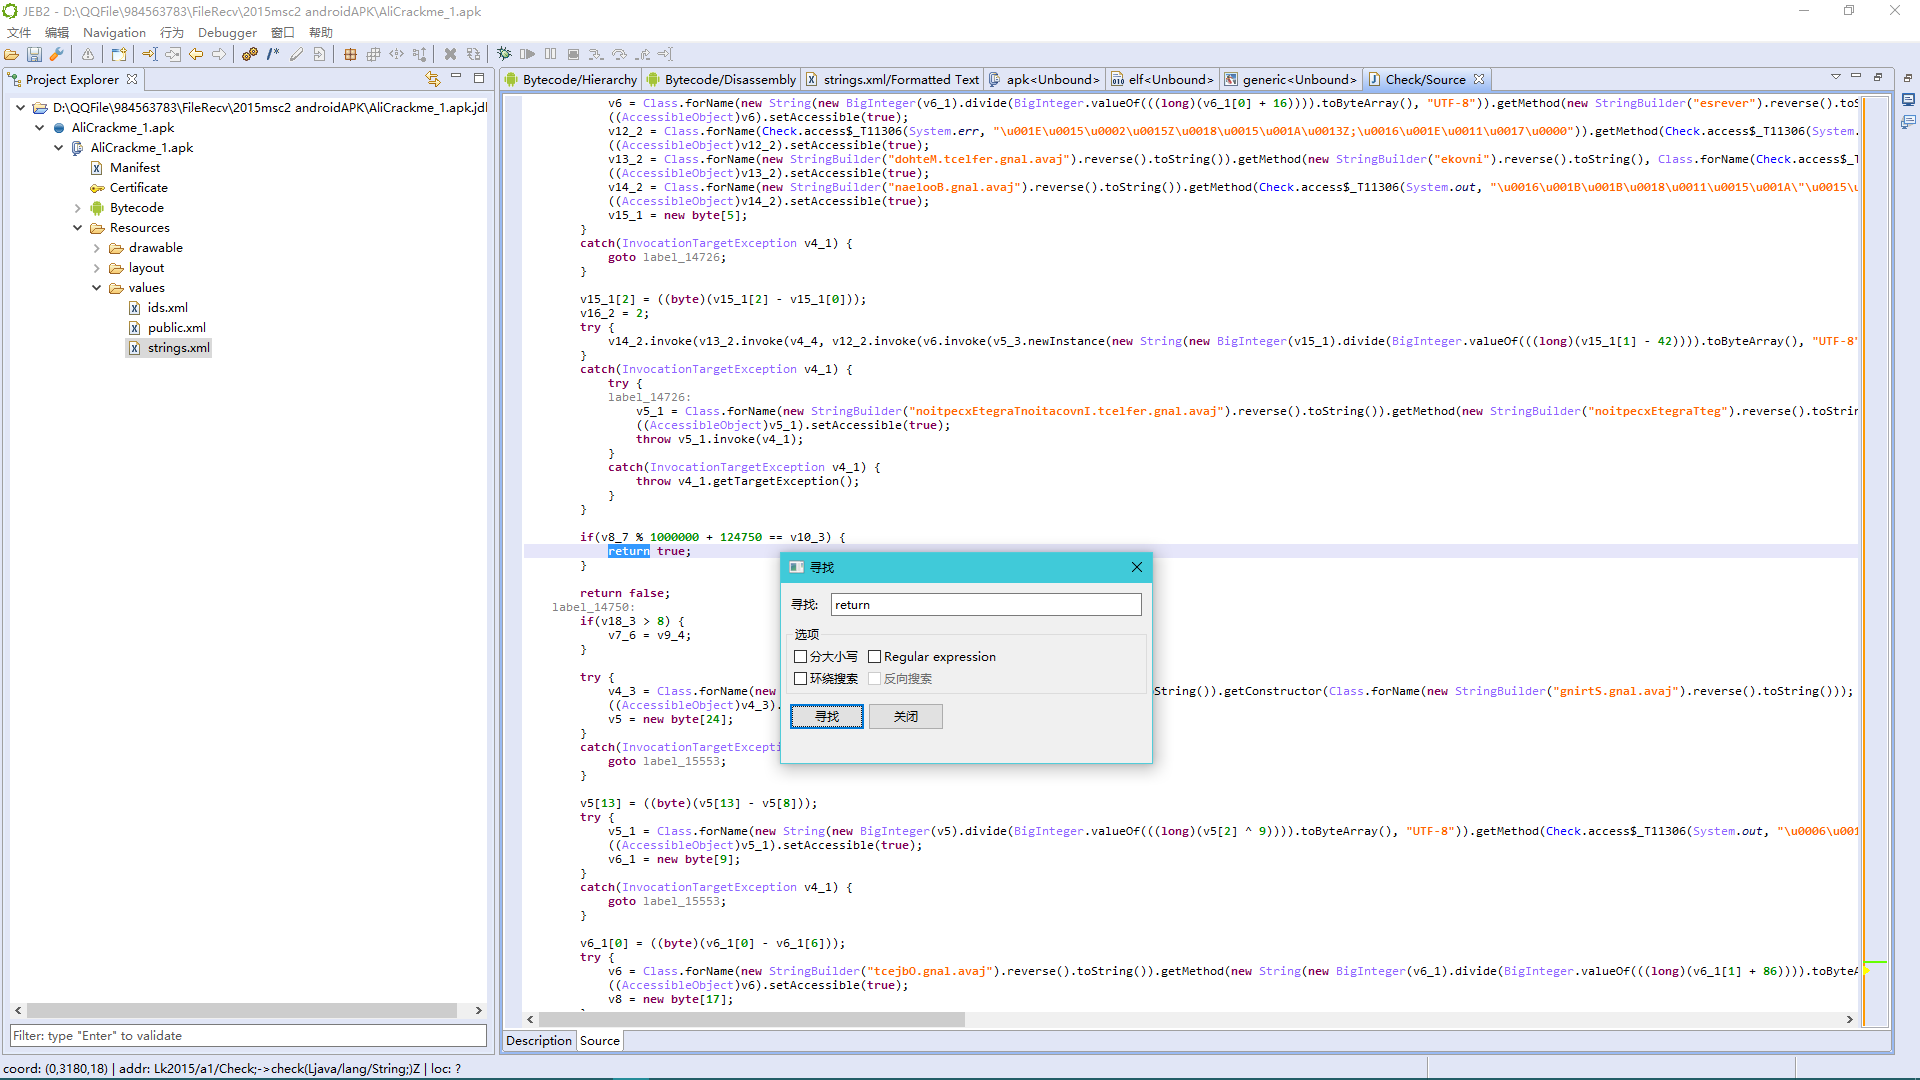 JEB2 - D:\QQFile\984563783\FileRecv\2015msc2 androidAPK\AliCrackme_1.apk
文件 编辑 Navigation 行为 Debugger 窗口 帮助
Project Explorer
D:\QQFile\984563783\FileRecv\2015msc2 androidAPK\AliCrackme_1.apk.jdl
AliCrackme_1.apk
AliCrackme_1.apk
Manifest
Certificate
Bytecode
Resources
drawable
layout
values
ids.xml
public.xml
strings.xml
Filter: type "Enter" to validate
Bytecode/Hierarchy Bytecode/Disassembly strings.xml/Formatted Text apk<Unbound> elf<Unbound> generic<Unbound> Check/Source
v6 = Class.forName(new String(new BigInteger(v6_1).divide(BigInteger.valueOf(((long)(v6_1[0] + 16)))).toByteArray(), "UTF-8")).getMethod(new StringBuilder("esrever").reverse().toS
((AccessibleObject)v6).setAccessible(true);
v12_2 = Class.forName(Check.access$_T11306(System.err, "\u001E\u0015\u0002\u0015Z\u0018\u0015\u001A\u0013Z;\u0016\u001E\u0011\u0017\u0000")).getMethod(Check.access$_T11306(System.
((AccessibleObject)v12_2).setAccessible(true);
v13_2 = Class.forName(new StringBuilder("dohteM.tcelfer.gnal.avaj").reverse().toString()).getMethod(new StringBuilder("ekovni").reverse().toString(), Class.forName(Check.access$_T
((AccessibleObject)v13_2).setAccessible(true);
v14_2 = Class.forName(new StringBuilder("naelooB.gnal.avaj").reverse().toString()).getMethod(Check.access$_T11306(System.out, "\u0016\u001B\u001B\u0018\u0011\u0015\u001A\"\u0015\u
((AccessibleObject)v14_2).setAccessible(true);
v15_1 = new byte[5];
}
catch(InvocationTargetException v4_1) {
goto label_14726;
}
v15_1[2] = ((byte)(v15_1[2] - v15_1[0]));
v16_2 = 2;
try {
v14_2.invoke(v13_2.invoke(v4_4, v12_2.invoke(v6.invoke(v5_3.newInstance(new String(new BigInteger(v15_1).divide(BigInteger.valueOf(((long)(v15_1[1] - 42)))).toByteArray(), "UTF-8"
}
catch(InvocationTargetException v4_1) {
try {
label_14726:
v5_1 = Class.forName(new StringBuilder("noitpecxEtegraTnoitacovnI.tcelfer.gnal.avaj").reverse().toString()).getMethod(new StringBuilder("noitpecxEtegraTteg").reverse().toStrin
((AccessibleObject)v5_1).setAccessible(true);
throw v5_1.invoke(v4_1);
}
catch(InvocationTargetException v4_1) {
throw v4_1.getTargetException();
}
}
if(v8_7 % 1000000 + 124750 == v10_3) {
return true;
}
return false;
label_14750:
if(v18_3 > 8) {
v7_6 = v9_4;
}
try {
v4_3 = Class.forName(new String()).getConstructor(Class.forName(new StringBuilder("gnirtS.gnal.avaj").reverse().toString()));
((AccessibleObject)v4_3).
v5 = new byte[24];
}
catch(InvocationTargetExcepti
goto label_15553;
}
v5[13] = ((byte)(v5[13] - v5[8]));
try {
v5_1 = Class.forName(new String(new BigInteger(v5).divide(BigInteger.valueOf(((long)(v5[2] ^ 9)))).toByteArray(), "UTF-8")).getMethod(Check.access$_T11306(System.out, "\u0006\u001
((AccessibleObject)v5_1).setAccessible(true);
v6_1 = new byte[9];
}
catch(InvocationTargetException v4_1) {
goto label_15553;
}
v6_1[0] = ((byte)(v6_1[0] - v6_1[6]));
try {
v6 = Class.forName(new StringBuilder("tcejbO.gnal.avaj").reverse().toString()).getMethod(new String(new BigInteger(v6_1).divide(BigInteger.valueOf(((long)(v6_1[1] + 86)))).toByteA
((AccessibleObject)v6).setAccessible(true);
v8 = new byte[17];
寻找
寻找: return
选项
分大小写 Regular expression
环绕搜索 反向搜索
寻找 关闭
Description Source
coord: (0,3180,18) | addr: Lk2015/a1/Check;->check(Ljava/lang/String;)Z | loc: ?